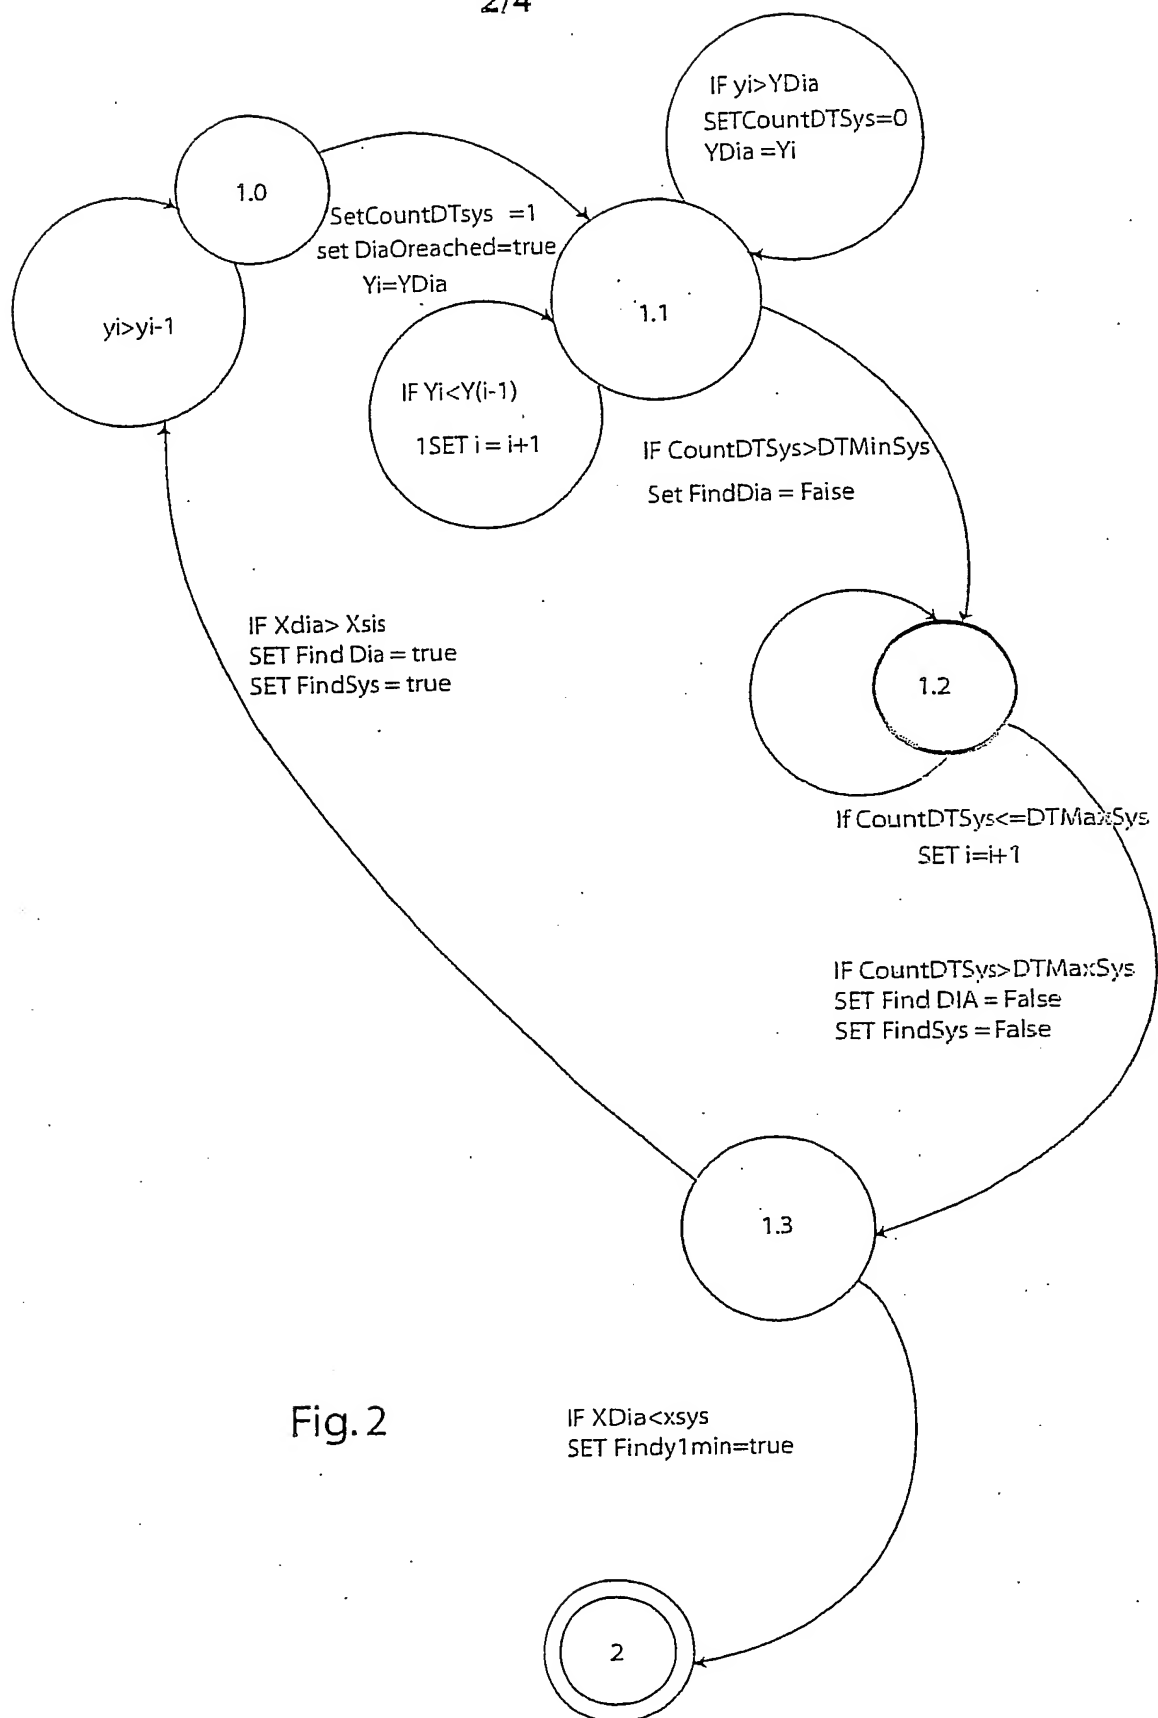 2/4
IF yi>YDia
SETCountDTSys=0
YDia =Yi
1.0
SetCountDTsys =1
set DiaOreached=true
Yi=YDia
1.1
yi>yi-1
IF Yi<Y(i-1)
1SET i = i+1
IF CountDTSys>DTMinSys
Set FindDia = Faise
IF Xdia> Xsis
SET Find Dia = true
SET FindSys = true
1.2
If CountDTSys<=DTMaxSys
SET i=i+1
IF CountDTSys>DTMaxSys
SET Find DIA = False
SET FindSys = False
1.3
Fig. 2
IF XDia<xsys
SET Findy1min=true
2